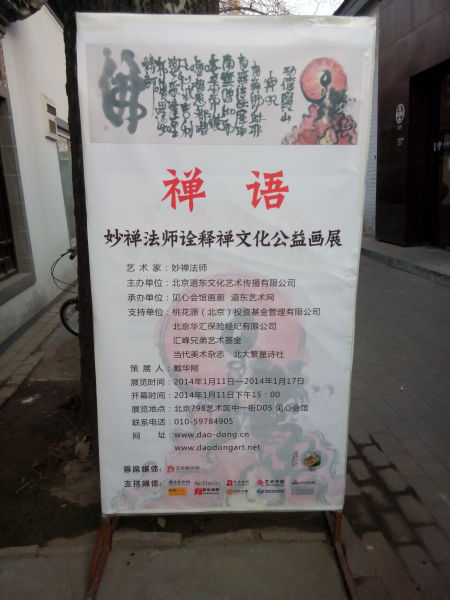 佛
禅语
妙禅法师诠释禅文化公益画展
艺 术 家：妙禅法师
主办单位：北京道东文化艺术传播有限公司
承办单位：见心会馆画廊 道东艺术网
支持单位：桃花源（北京）投资基金管理有限公司
北京华汇保险经纪有限公司
汇峰兄弟艺术基金
当代美术杂志 北大繁星诗社
策 展 人：戴华刚
展览时间：2014年1月11日—2014年1月17日
开幕时间：2014年1月11日下午15：00
展览地点：北京798艺术区中一街D05 见心会馆
联系电话：010-59784905
网 址：www.dao-dong.cn
www.daodongart.net
首席媒体：
支持媒体：